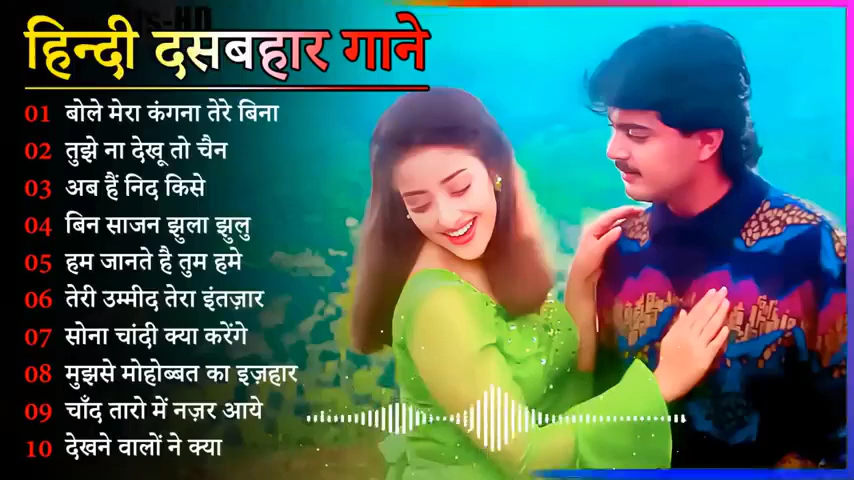 हिन्दी दसबहार गाने
01 बोले मेरा कंगना तेरे बिना
02 तुझे ना देखू तो चैन
03 अब हैं निद किसे
04 बिन साजन झुला झुलु
05 हम जानते है तुम हमे
06 तेरी उम्मीद तेरा इंतज़ार
07 सोना चांदी क्या करेंगे
08 मुझसे मोहोब्बत का इज़हार
09 चाँद तारो में नज़र आये
10 देखने वालों ने क्या